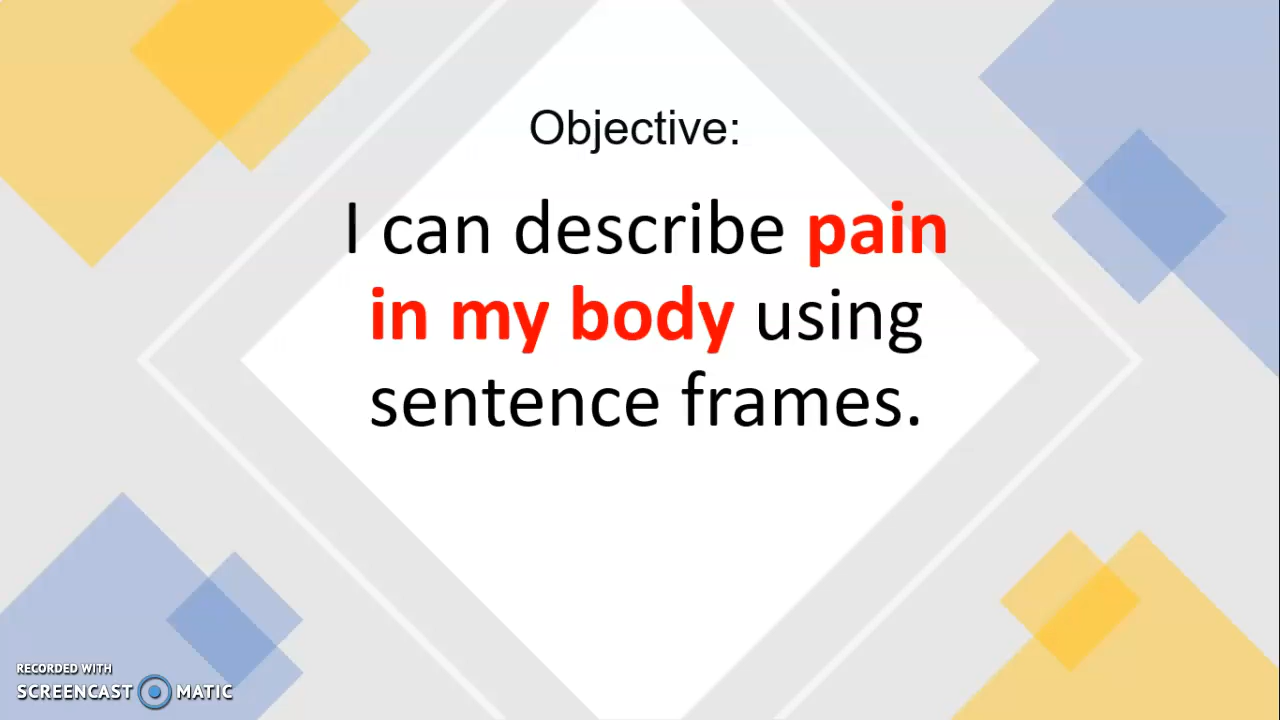 Objective:
I can describe pain
in my body using
sentence frames.
RECORDED WITH
SCREENCAST MATIC